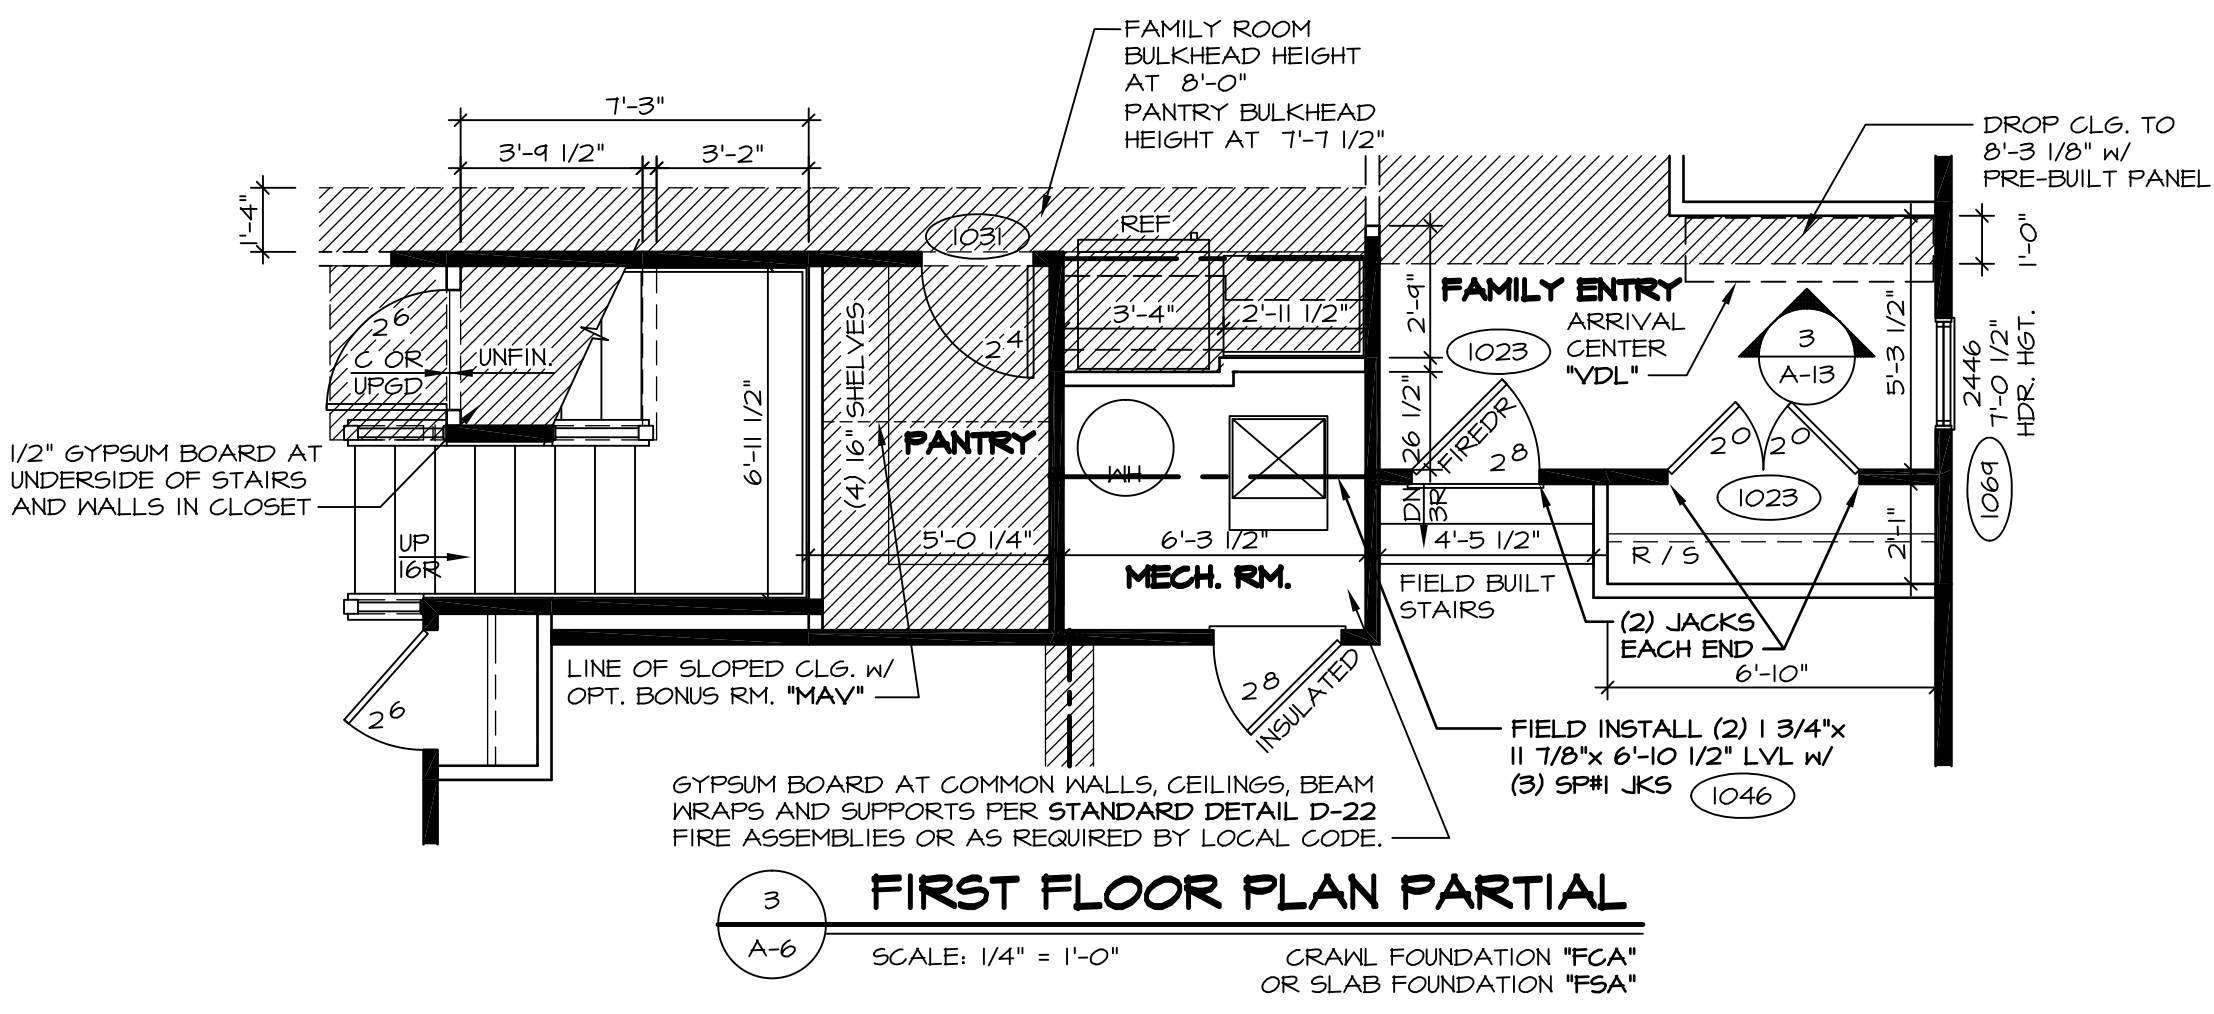 FAMILY ROOM
BULKHEAD HEIGHT
AT 8'-0"
PANTRY BULKHEAD
HEIGHT AT 7'-7 1/2"
DROP CLG. TO
8'-3 1/8" w/
PRE-BUILT PANEL
7'-3"
3'-9 1/2"
3'-2"
1'-4"
1031
REF
1'-0"
2⁶
C OR
UPGD
UNFIN.
6'-11 1/2"
(4) 16" SHELVES
2⁴
PANTRY
3'-4"
2'-11 1/2"
2'-9"
FAMILY ENTRY
ARRIVAL
CENTER
"VDL"
1023
3
A-13
5'-3 1/2"
2446
7'-0 1/2"
HDR. HGT.
1069
1/2" GYPSUM BOARD AT
UNDERSIDE OF STAIRS
AND WALLS IN CLOSET
UP
16R
WH
26 1/2"
DN
3R
FIREDR
2⁸
2⁰
2⁰
1023
5'-0 1/4"
6'-3 1/2"
4'-5 1/2"
R / S
2'-1"
MECH. RM.
FIELD BUILT
STAIRS
(2) JACKS
EACH END
6'-10"
LINE OF SLOPED CLG. w/
OPT. BONUS RM. "MAV"
2⁶
2⁸
INSULATED
FIELD INSTALL (2) 1 3/4"x
11 7/8"x 6'-10 1/2" LVL w/
(3) SP#1 JKS
1046
GYPSUM BOARD AT COMMON WALLS, CEILINGS, BEAM
WRAPS AND SUPPORTS PER STANDARD DETAIL D-22
FIRE ASSEMBLIES OR AS REQUIRED BY LOCAL CODE.
3
A-6
FIRST FLOOR PLAN PARTIAL
SCALE: 1/4" = 1'-0"
CRAWL FOUNDATION "FCA"
OR SLAB FOUNDATION "FSA"